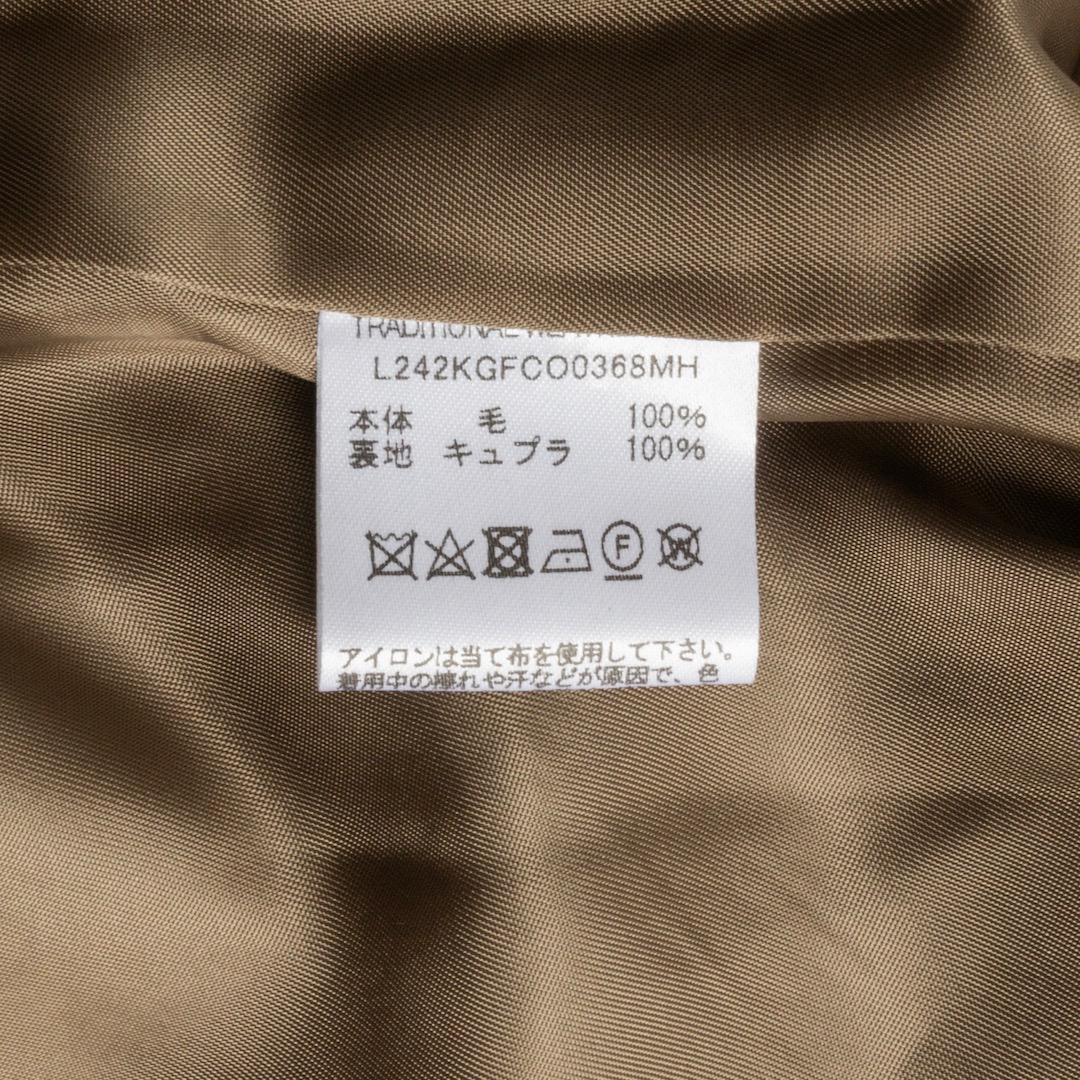 TRADITIONAL
L242KGFCO0368MH
本体 毛 100%
裏地 キュプラ 100%
F W
アイロンは当て布を使用して下さい。
着用中の擦れや汗などが原因で、色